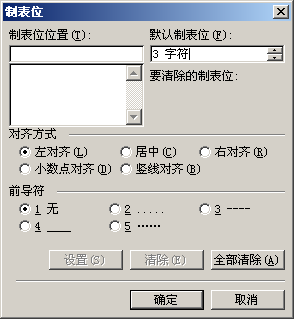 制表位
制表位位置(T): 默认制表位(F):
3 字符
要清除的制表位:
对齐方式
左对齐(L) 居中(C) 右对齐(R)
小数点对齐(D) 竖线对齐(B)
前导符
1 无 2 ..... 3 ----
4 ___ 5 ······
设置(S) 清除(E) 全部清除(A)
确定 取消